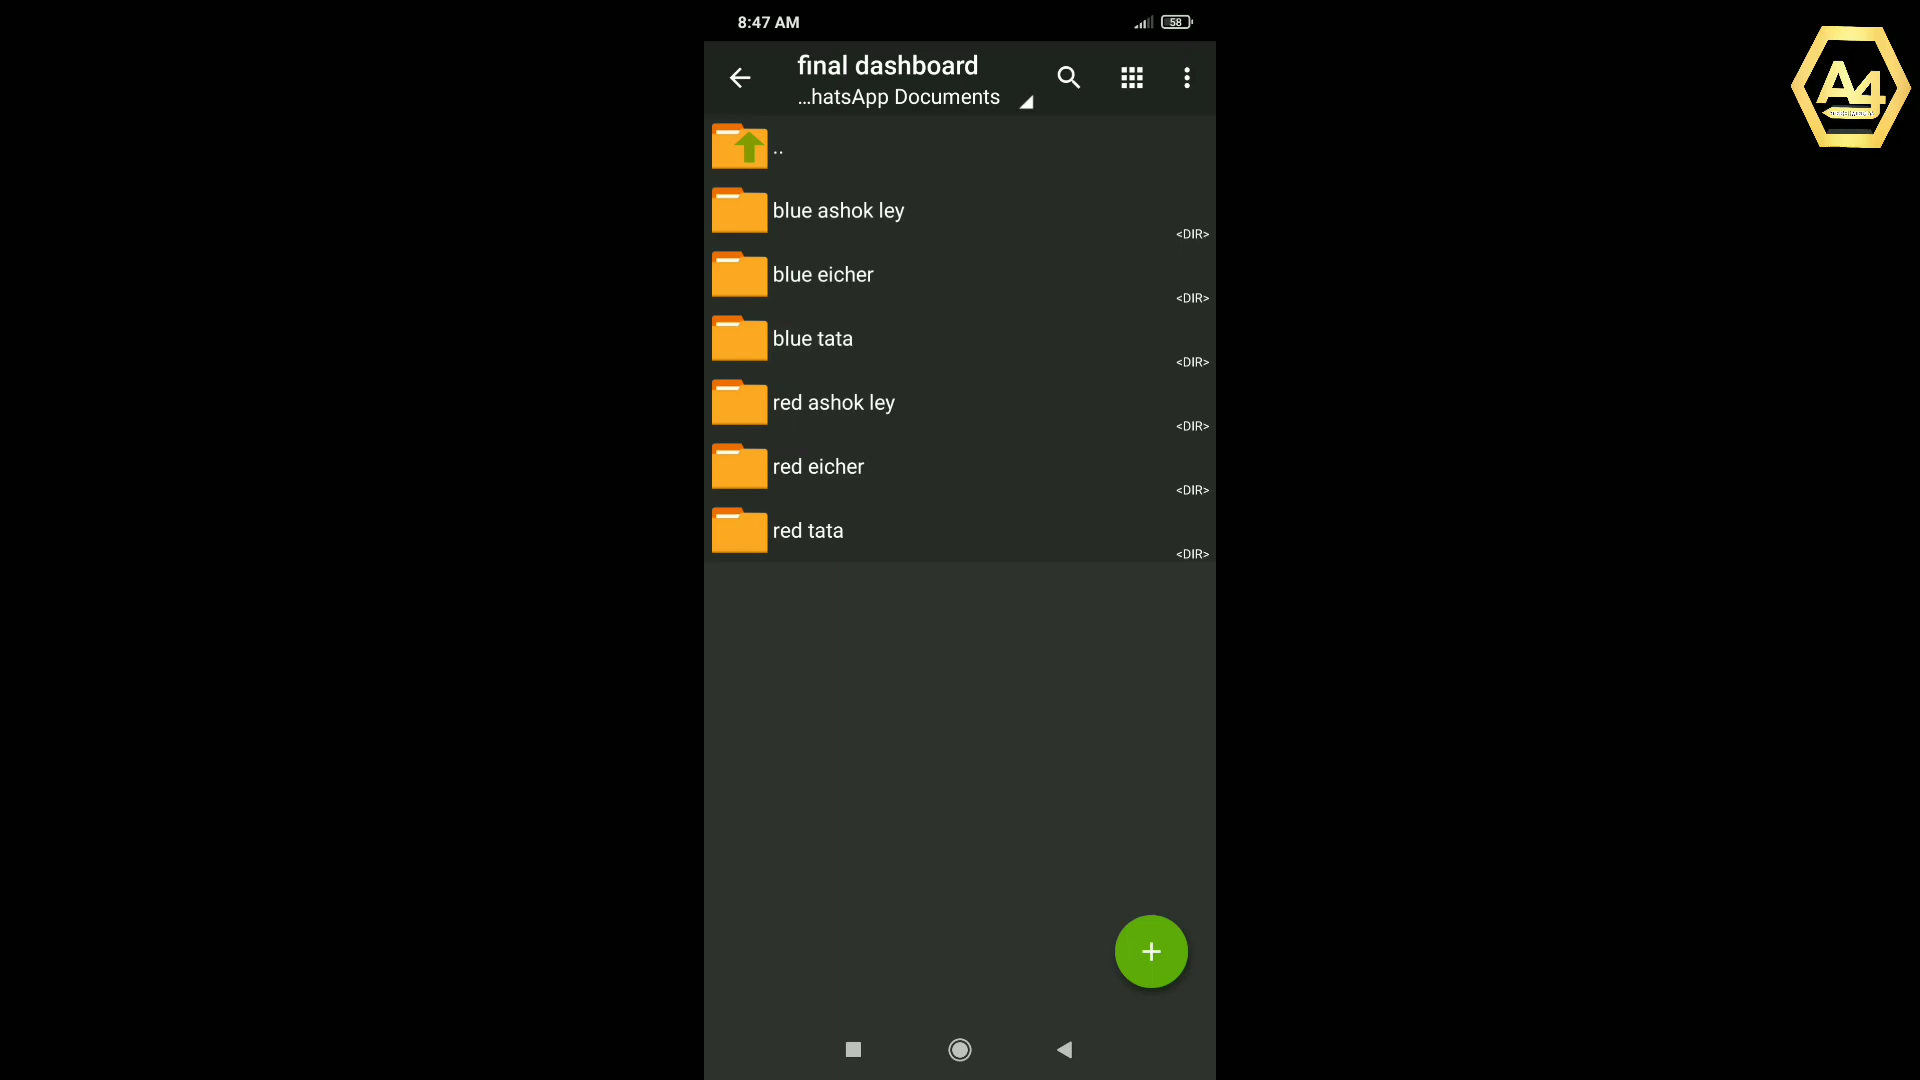 8:47 AM
58
final dashboard
...hatsApp Documents
..
blue ashok ley
<DIR>
blue eicher
<DIR>
blue tata
<DIR>
red ashok ley
<DIR>
red eicher
<DIR>
red tata
<DIR>
A4